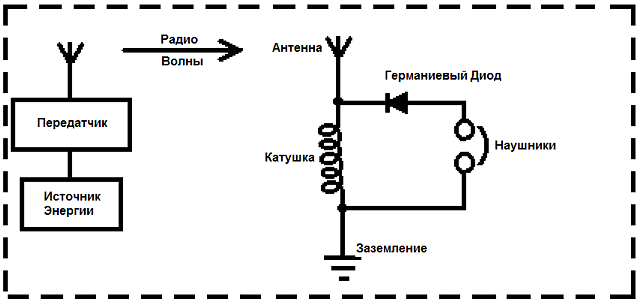 Радио
Волны
Антенна
Германиевый Диод
Передатчик
Катушка
Наушники
Источник
Энергии
Заземление